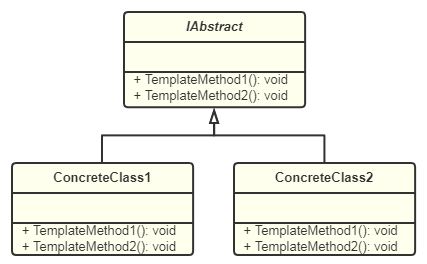 IAbstract
+ TemplateMethod1(): void
+ TemplateMethod2(): void
ConcreteClass1
+ TemplateMethod1(): void
+ TemplateMethod2(): void
ConcreteClass2
+ TemplateMethod1(): void
+ TemplateMethod2(): void